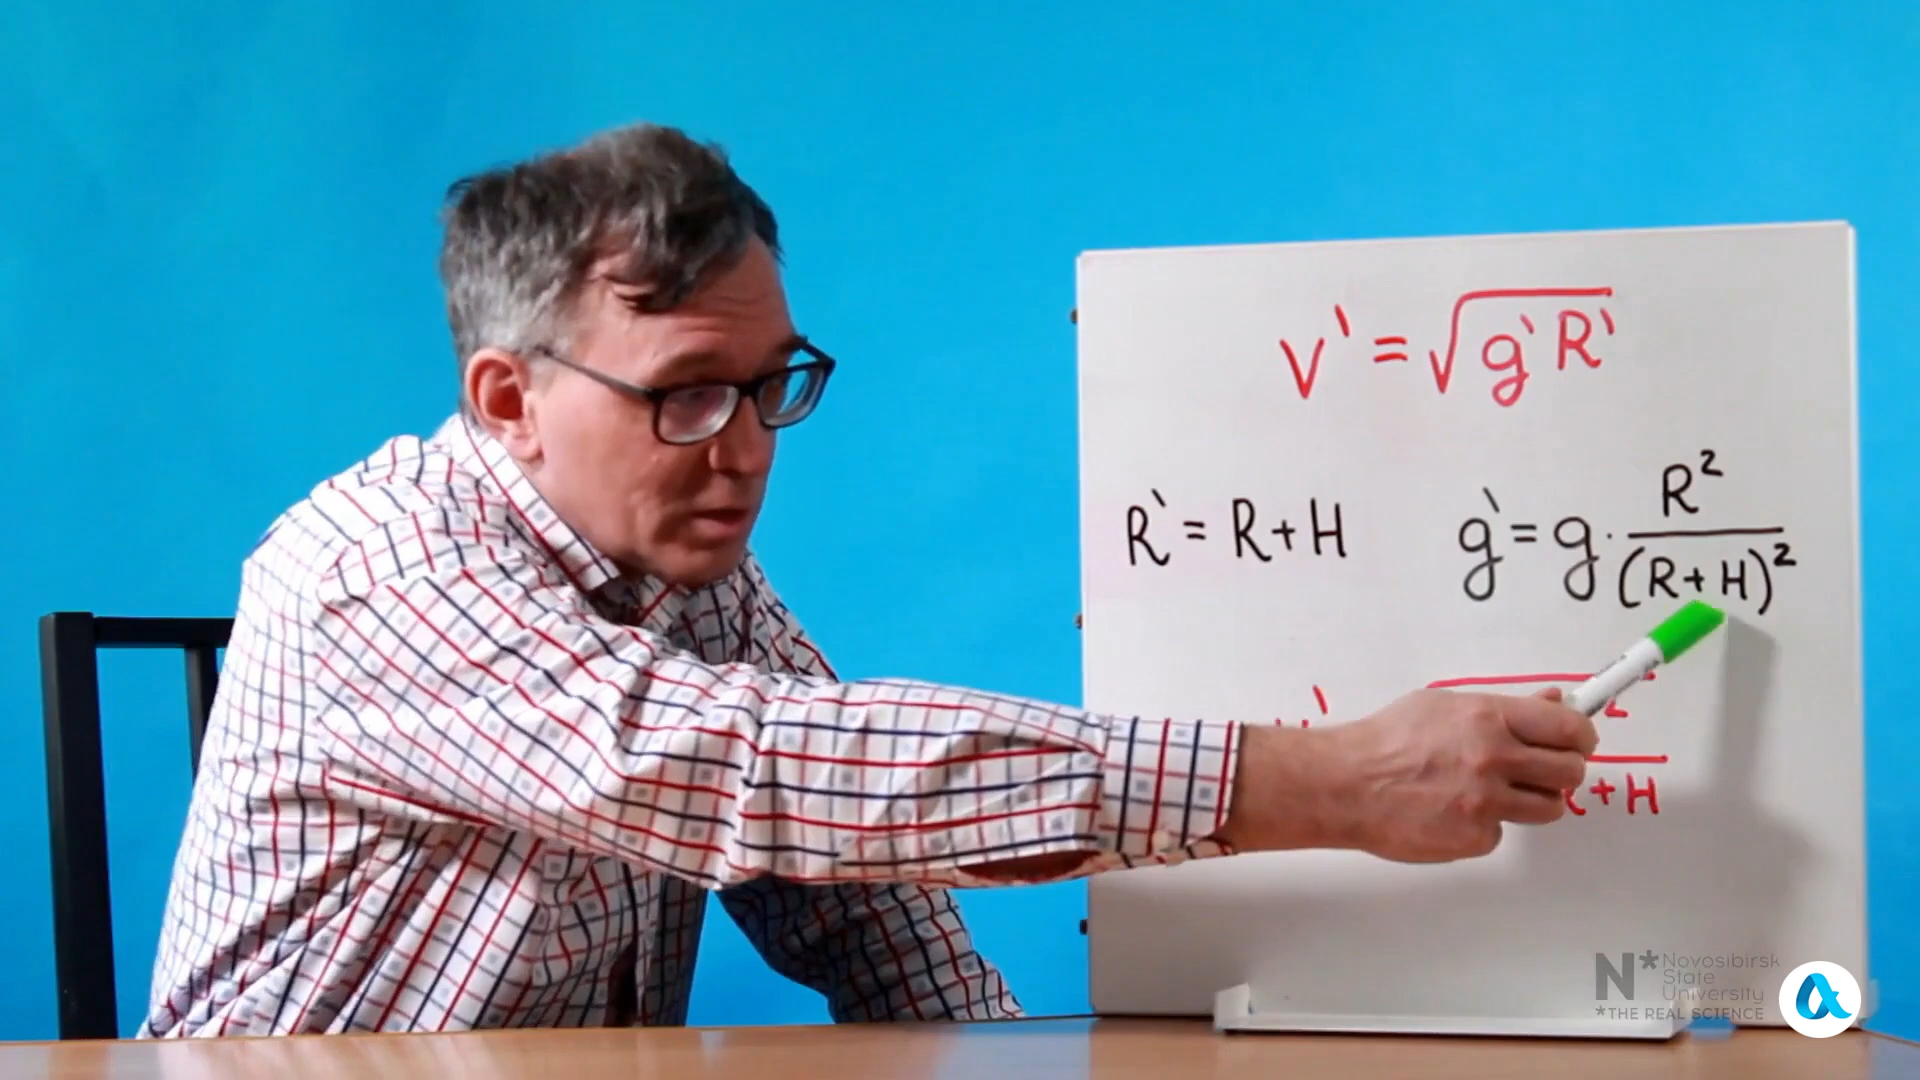 v' = √g'R'
R' = R+H
g' = g · R² / (R+H)²
R+H
N* Novosibirsk
State
University
*THE REAL SCIENCE